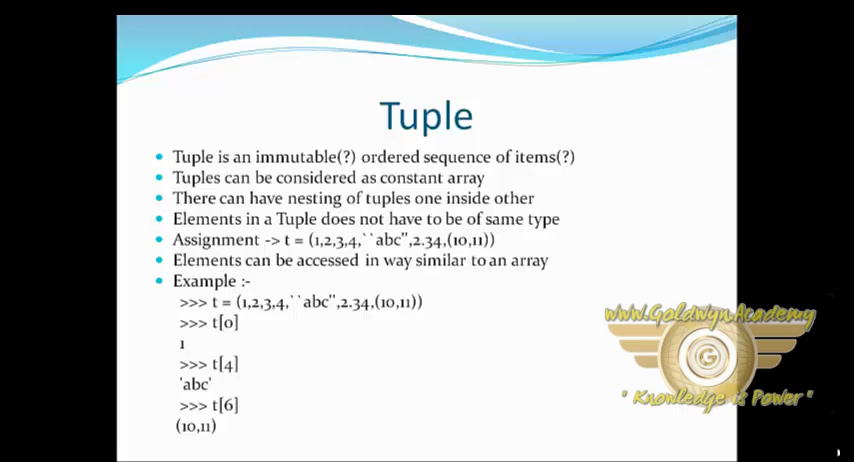 Tuple
Tuple is an immutable(?) ordered sequence of items(?)
Tuples can be considered as constant array
There can have nesting of tuples one inside other
Elements in a Tuple does not have to be of same type
Assignment -> t = (1,2,3,4,``abc",2.34,(10,11))
Elements can be accessed in way similar to an array
Example :-
>>> t = (1,2,3,4,``abc",2.34,(10,11))
>>> t[0]
1
>>> t[4]
'abc'
>>> t[6]
(10,11)
www.GoldwynAcademy
G
" Knowledge is Power "